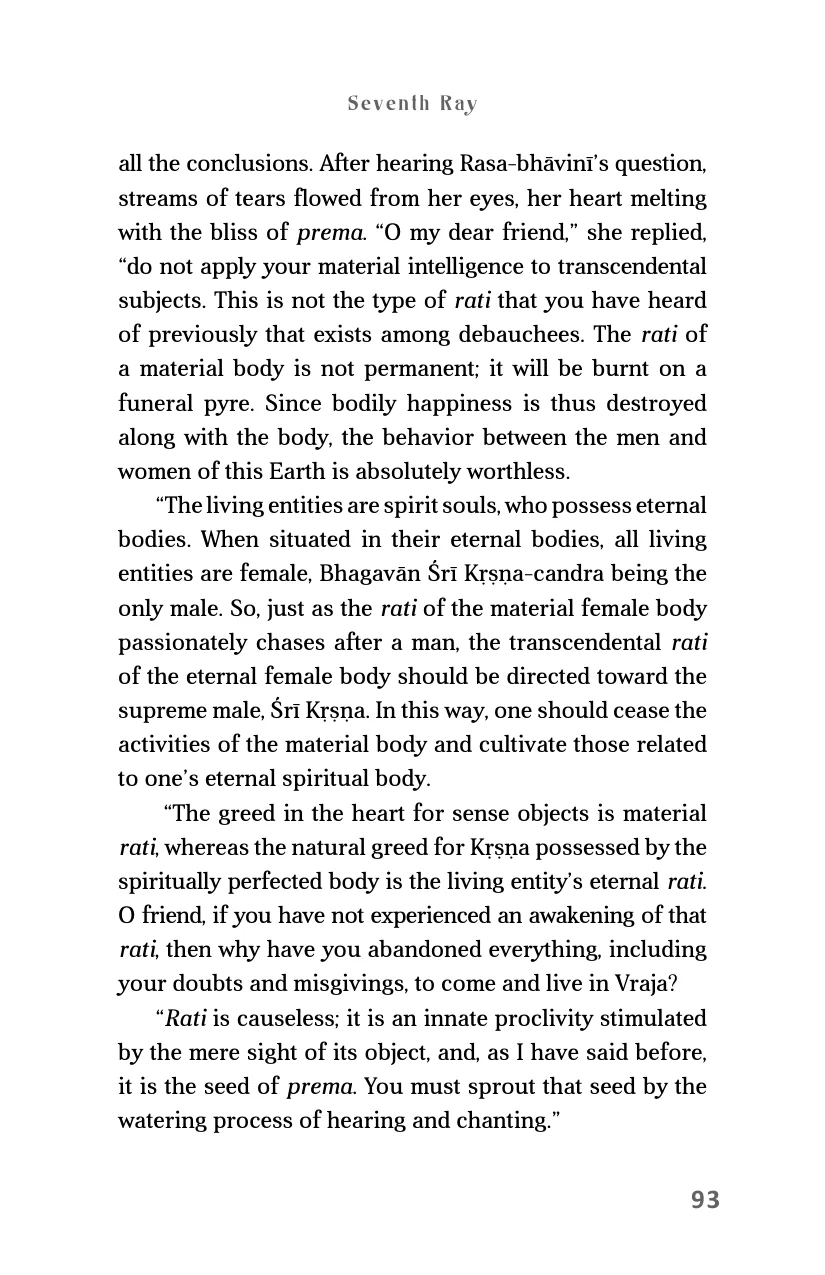 Seventh Ray
all the conclusions. After hearing Rasa-bhāvinī’s question,
streams of tears flowed from her eyes, her heart melting
with the bliss of prema. “O my dear friend,” she replied,
“do not apply your material intelligence to transcendental
subjects. This is not the type of rati that you have heard
of previously that exists among debauchees. The rati of
a material body is not permanent; it will be burnt on a
funeral pyre. Since bodily happiness is thus destroyed
along with the body, the behavior between the men and
women of this Earth is absolutely worthless.
“The living entities are spirit souls, who possess eternal
bodies. When situated in their eternal bodies, all living
entities are female, Bhagavān Śrī Kṛṣṇa-candra being the
only male. So, just as the rati of the material female body
passionately chases after a man, the transcendental rati
of the eternal female body should be directed toward the
supreme male, Śrī Kṛṣṇa. In this way, one should cease the
activities of the material body and cultivate those related
to one’s eternal spiritual body.
“The greed in the heart for sense objects is material
rati, whereas the natural greed for Kṛṣṇa possessed by the
spiritually perfected body is the living entity’s eternal rati.
O friend, if you have not experienced an awakening of that
rati, then why have you abandoned everything, including
your doubts and misgivings, to come and live in Vraja?
“Rati is causeless; it is an innate proclivity stimulated
by the mere sight of its object, and, as I have said before,
it is the seed of prema. You must sprout that seed by the
watering process of hearing and chanting.”
93